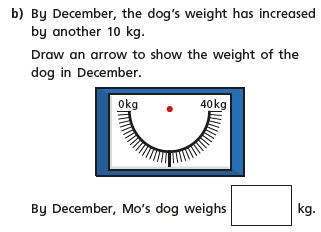 b) By December, the dog's weight has increased
by another 10 kg.
Draw an arrow to show the weight of the
dog in December.
0kg 40kg
By December, Mo's dog weighs kg.